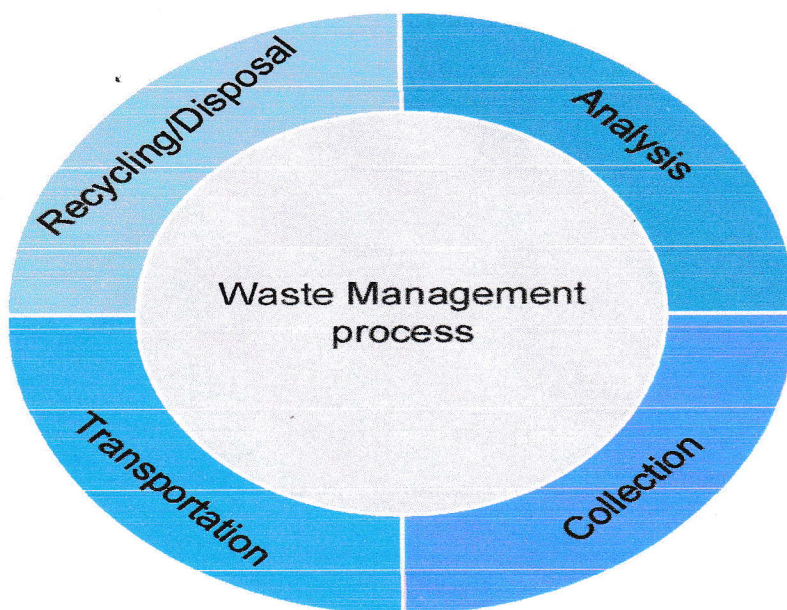 Recycling/Disposal
Analysis
Waste Management
process
Transportation
Collection